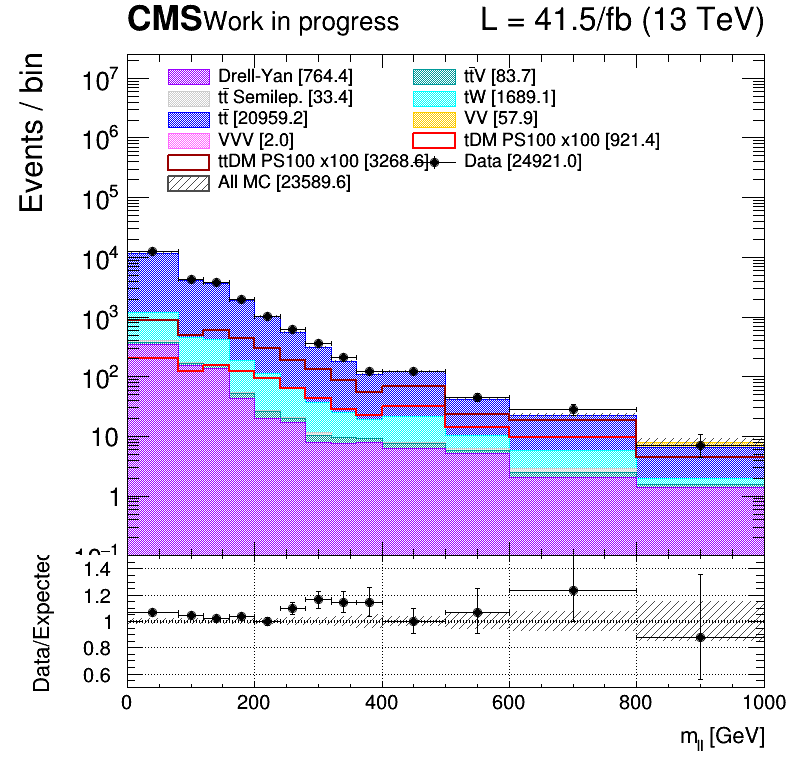 CMS Work in progress L = 41.5/fb (13 TeV)
Events / bin
10⁷
10⁶
10⁵
10⁴
10³
10²
10
1
10⁻¹
Drell-Yan [764.4] tt̄V [83.7]
tt̄ Semilep. [33.4] tW [1689.1]
tt̄ [20959.2] VV [57.9]
VVV [2.0] tDM PS100 x100 [921.4]
ttDM PS100 x100 [3268.6] Data [24921.0]
All MC [23589.6]
Data/Expected
1.4
1.2
1
0.8
0.6
0 200 400 600 800 1000
m_ll [GeV]